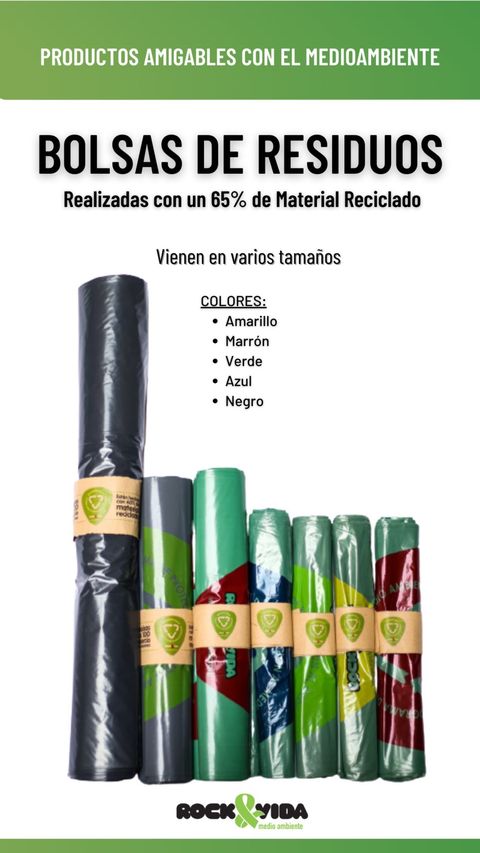 PRODUCTOS AMIGABLES CON EL MEDIOAMBIENTE
BOLSAS DE RESIDUOS
Realizadas con un 65% de Material Reciclado
Vienen en varios tamaños
COLORES:
• Amarillo
• Marrón
• Verde
• Azul
• Negro
ROCK&VIDA
medio ambiente